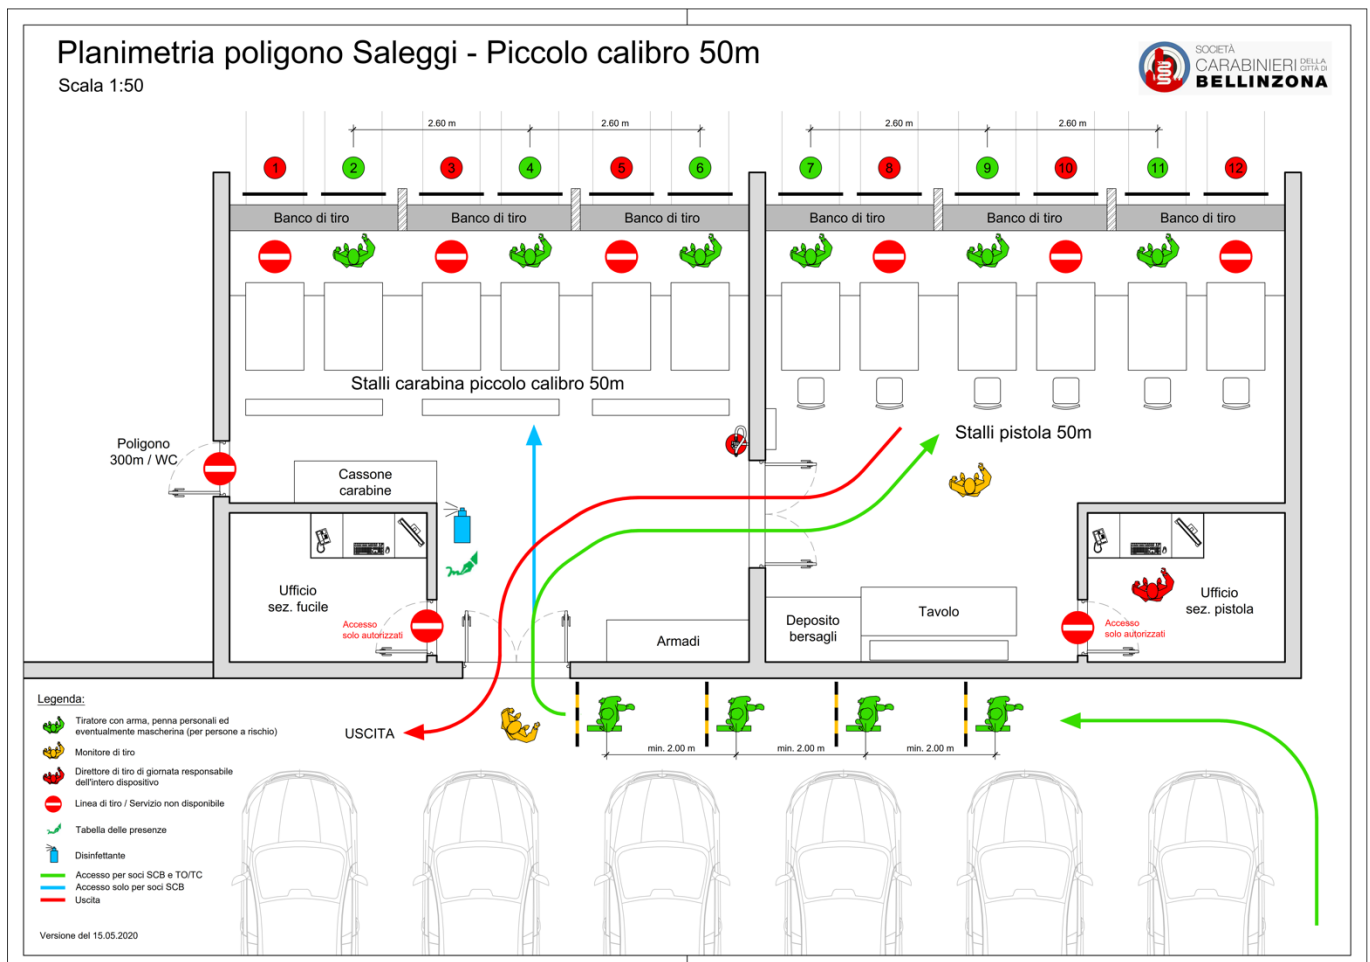 Planimetria poligono Saleggi - Piccolo calibro 50m
Scala 1:50
SOCIETÀ
CARABINIERI DELLA CITTÀ DI
BELLINZONA
2.60 m
2.60 m
2.60 m
2.60 m
1
2
3
4
5
6
7
8
9
10
11
12
Banco di tiro
Banco di tiro
Banco di tiro
Banco di tiro
Banco di tiro
Banco di tiro
Stalli carabina piccolo calibro 50m
Stalli pistola 50m
Poligono
300m / WC
Cassone
carabine
Ufficio
sez. fucile
Accesso
solo autorizzati
Armadi
Deposito
bersagli
Tavolo
Ufficio
sez. pistola
Accesso
solo autorizzati
USCITA
min. 2.00 m
min. 2.00 m
min. 2.00 m
Legenda:
Tiratore con arma, penna personali ed
eventualmente mascherina (per persone a rischio)
Monitore di tiro
Direttore di tiro di giornata responsabile
dell'intero dispositivo
Linea di tiro / Servizio non disponibile
Tabella delle presenze
Disinfettante
Accesso per soci SCB e TO/TC
Accesso solo per soci SCB
Uscita
Versione del 15.05.2020